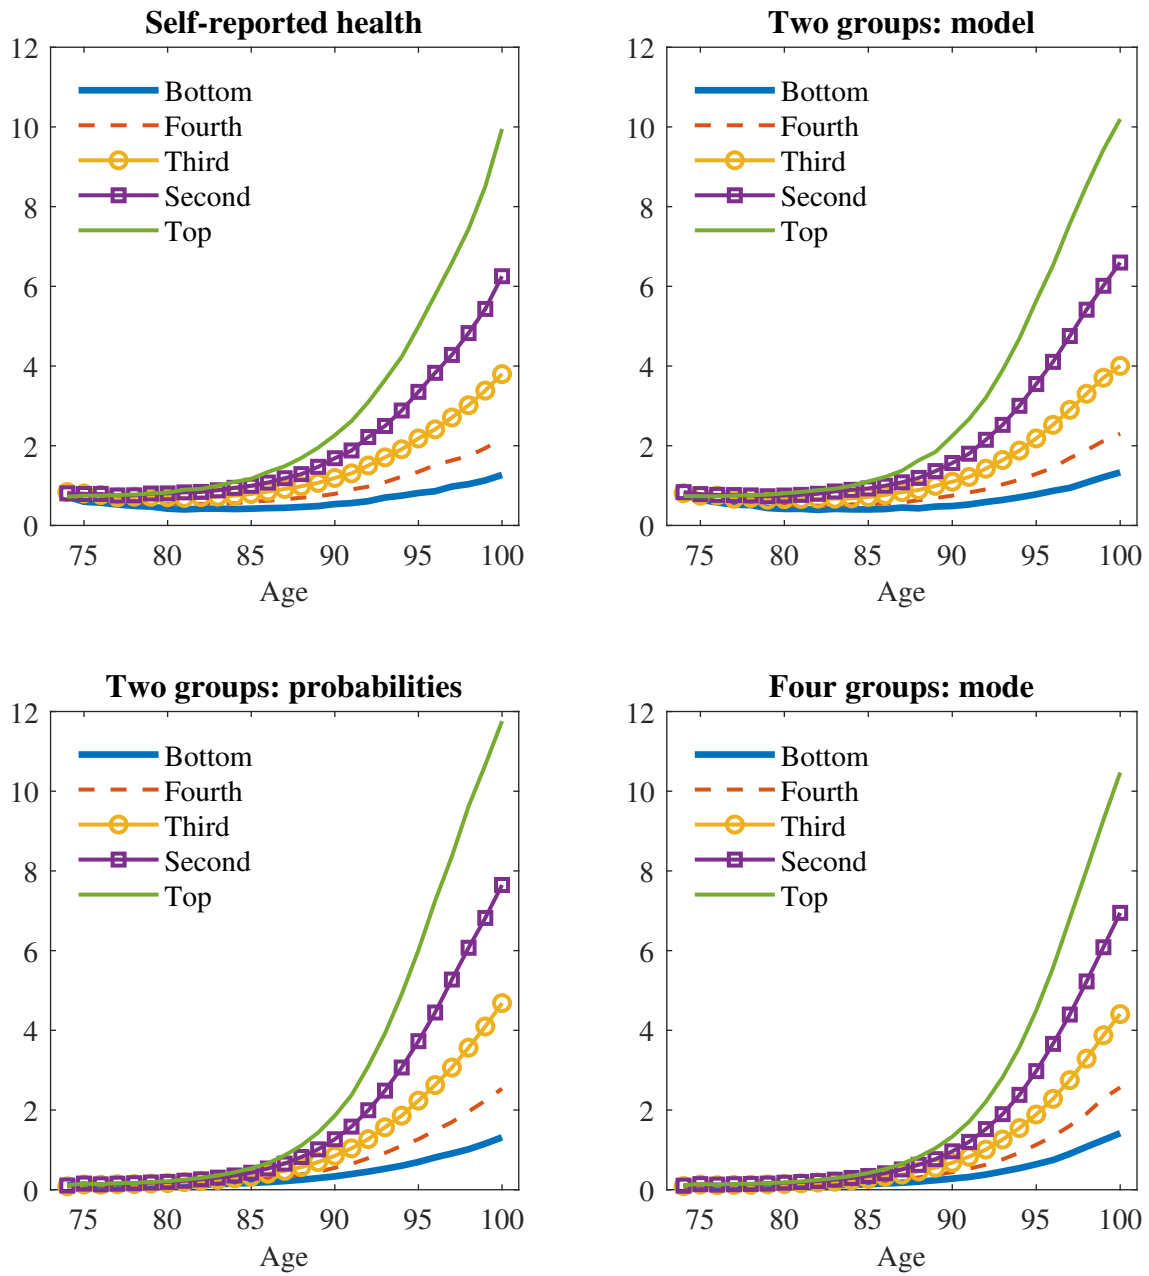 Self-reported health
12
10
8
6
4
2
0
Bottom
Fourth
Third
Second
Top
75 80 85 90 95 100
Age
Two groups: model
12
10
8
6
4
2
0
Bottom
Fourth
Third
Second
Top
75 80 85 90 95 100
Age
Two groups: probabilities
12
10
8
6
4
2
0
Bottom
Fourth
Third
Second
Top
75 80 85 90 95 100
Age
Four groups: mode
12
10
8
6
4
2
0
Bottom
Fourth
Third
Second
Top
75 80 85 90 95 100
Age